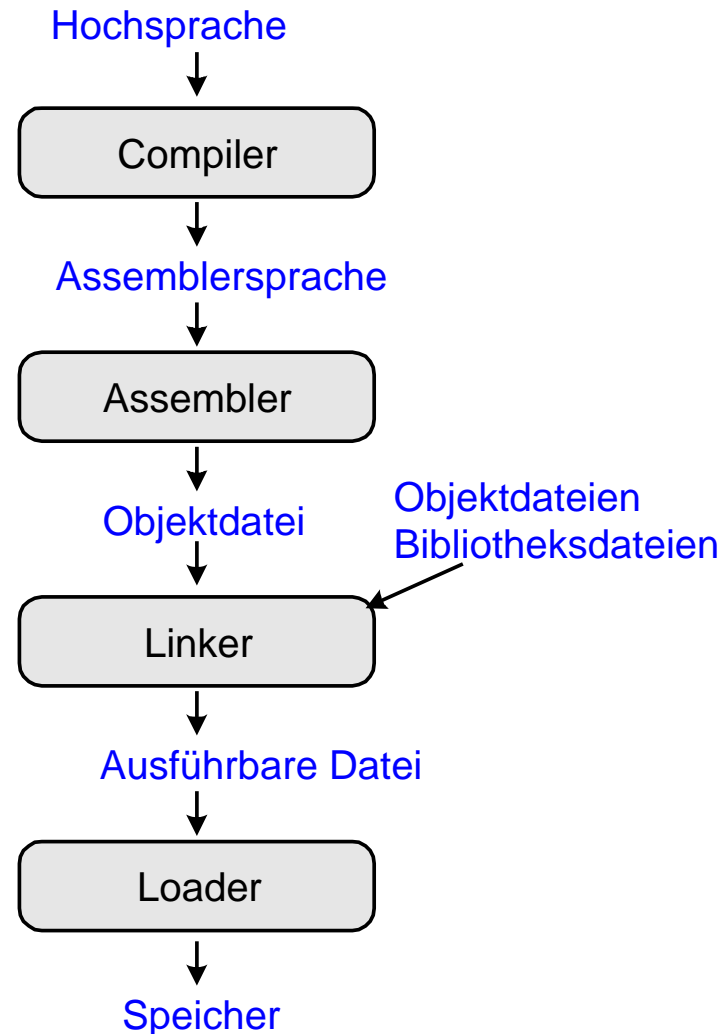 Hochsprache
Compiler
Assemblersprache
Assembler
Objektdatei
Objektdateien
Bibliotheksdateien
Linker
Ausführbare Datei
Loader
Speicher